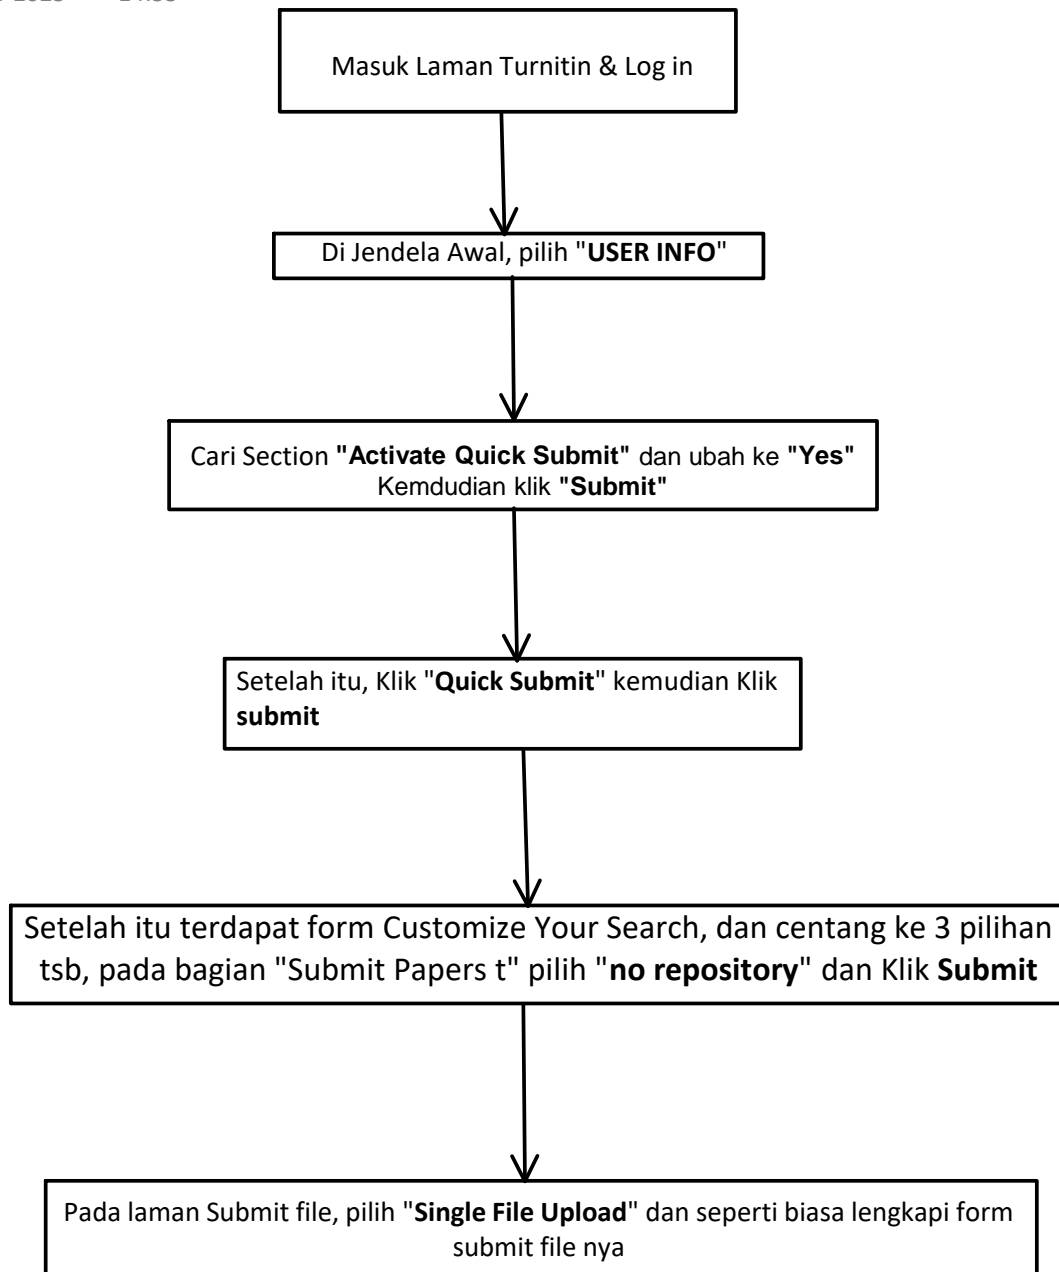 Masuk Laman Turnitin & Log in
Di Jendela Awal, pilih "USER INFO"
Cari Section "Activate Quick Submit" dan ubah ke "Yes"
Kemdudian klik "Submit"
Setelah itu, Klik "Quick Submit" kemudian Klik
submit
Setelah itu terdapat form Customize Your Search, dan centang ke 3 pilihan
tsb, pada bagian "Submit Papers t" pilih "no repository" dan Klik Submit
Pada laman Submit file, pilih "Single File Upload" dan seperti biasa lengkapi form
submit file nya